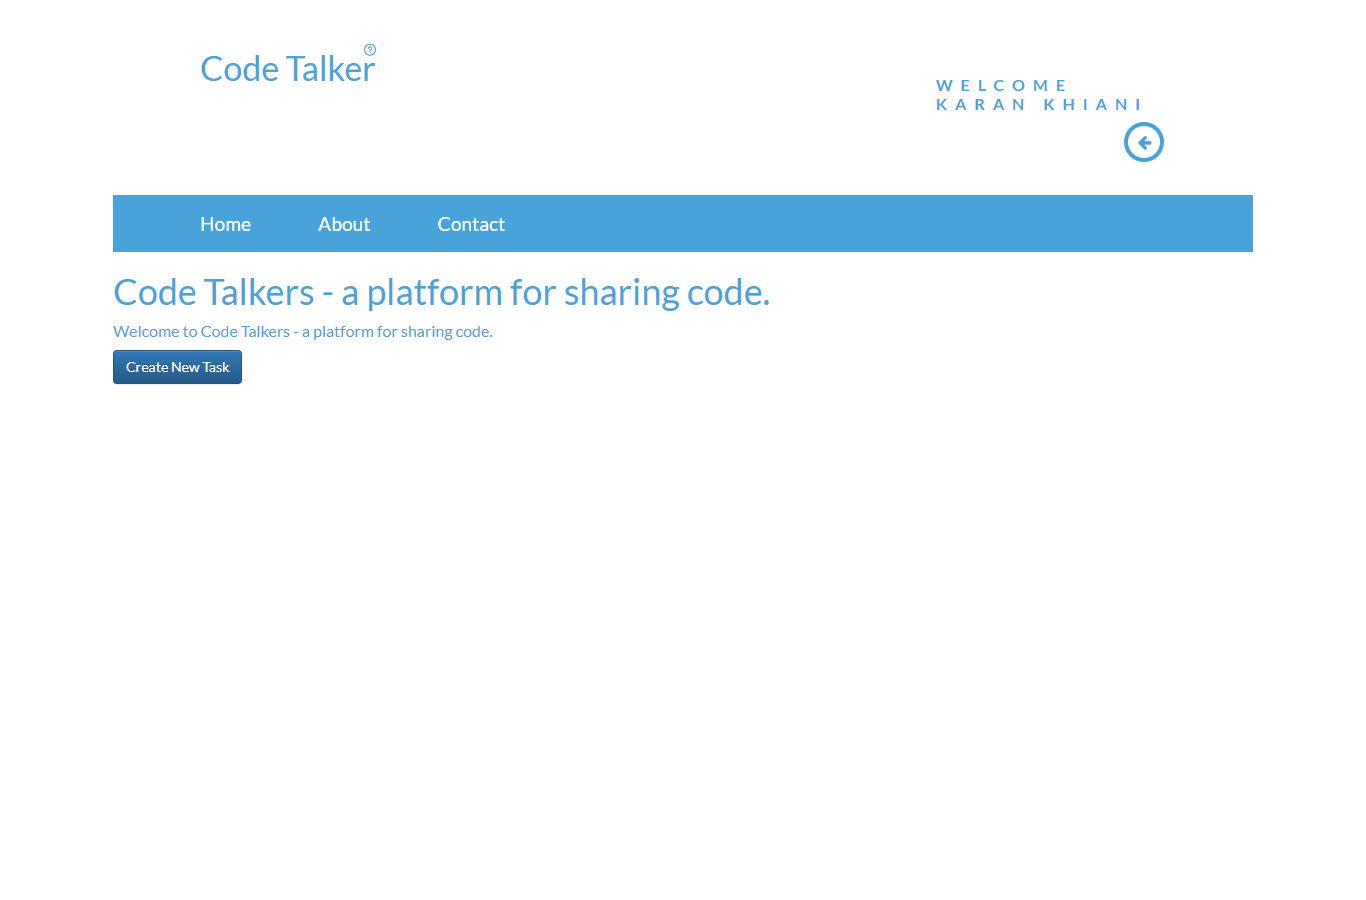 Code Talker
WELCOME
KARAN KHIANI
Home About Contact
Code Talkers - a platform for sharing code.
Welcome to Code Talkers - a platform for sharing code.
Create New Task